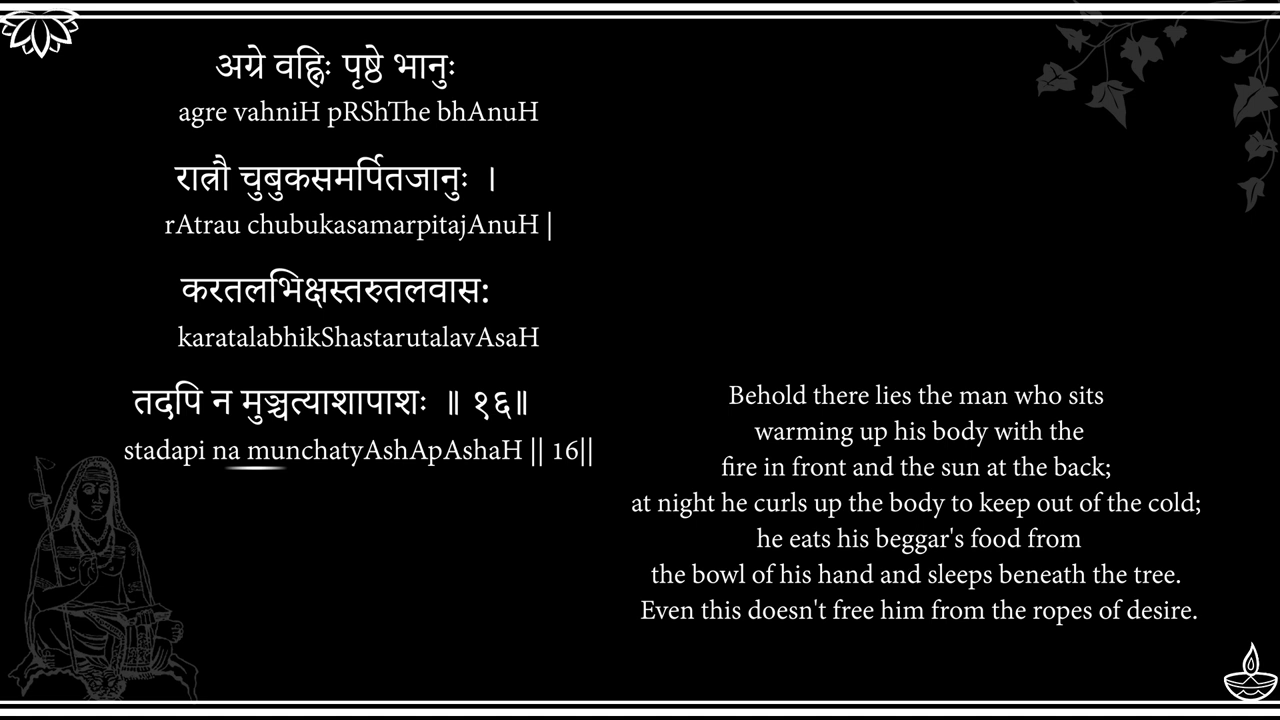 अग्रे वह्निः पृष्ठे भानुः
agre vahniH pRShThe bhAnuH
रात्रौ चुबुकसमर्पितजानुः ।
rAtrau chubukasamarpitajAnuH |
करतलभिक्षस्तरुतलवास:
karatalabhikShastarutalavAsaH
तदपि न मुञ्चत्याशापाशः ॥ १६॥
stadapi na munchatyAshApAshaH || 16||
Behold there lies the man who sits
warming up his body with the
fire in front and the sun at the back;
at night he curls up the body to keep out of the cold;
he eats his beggar's food from
the bowl of his hand and sleeps beneath the tree.
Even this doesn't free him from the ropes of desire.